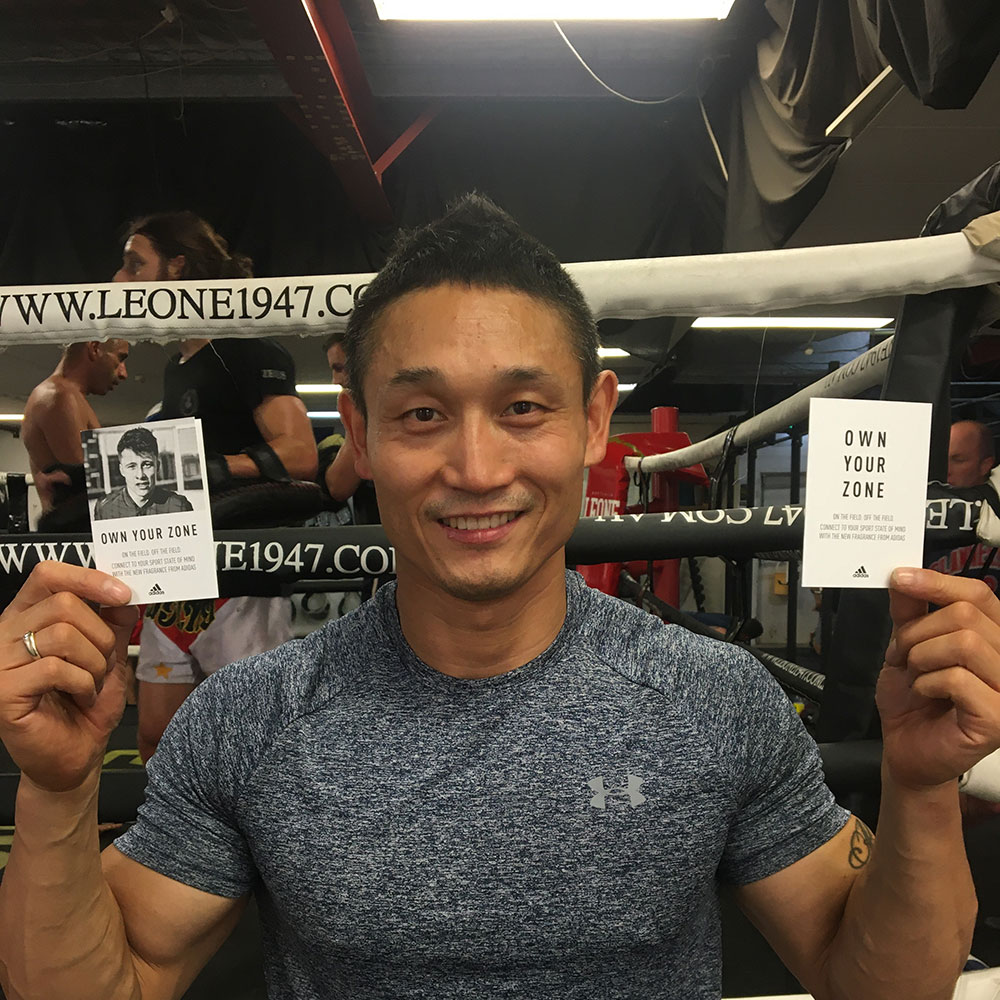 WWW.LEONE1947.CO
LEONE1947.COM
OWN YOUR ZONE
ON THE FIELD. OFF THE FIELD.
CONNECT TO YOUR SPORT STATE OF MIND
WITH THE NEW FRAGRANCE FROM ADIDAS
adidas
WWW.LEONE1947.CO
OWN
YOUR
ZONE
ON THE FIELD. OFF THE FIELD.
CONNECT TO YOUR SPORT STATE OF MIND
WITH THE NEW FRAGRANCE FROM ADIDAS
adidas